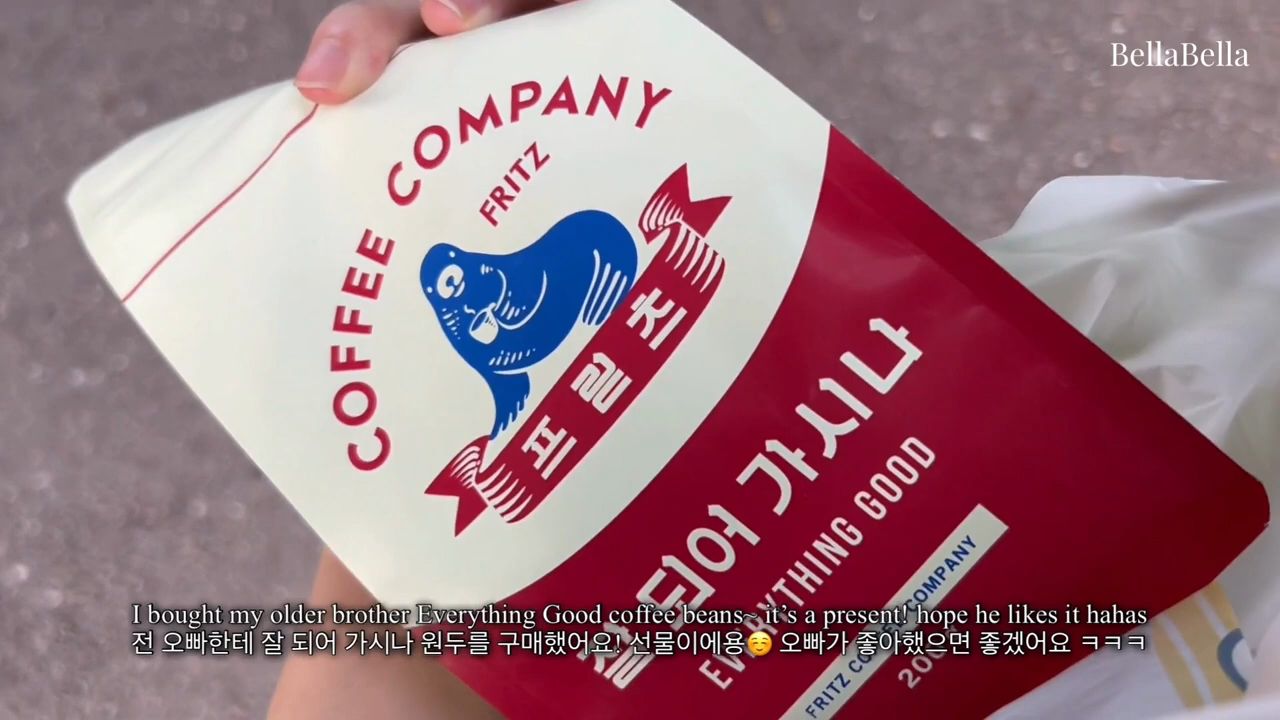 BellaBella
COFFEE COMPANY
FRITZ
프릳츠
잘 되어 가시나
EVERYTHING GOOD
FRITZ COFFEE COMPANY
200
I bought my older brother Everything Good coffee beans~ it’s a present! hope he likes it hahas
전 오빠한테 잘 되어 가시나 원두를 구매했어요! 선물이에용☺️ 오빠가 좋아했으면 좋겠어요 ㅋㅋㅋ